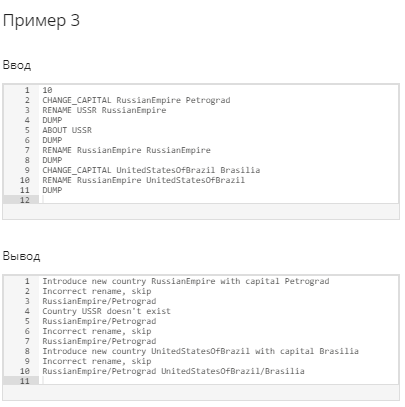 Пример 3
Ввод
1 10
2 CHANGE_CAPITAL RussianEmpire Petrograd
3 RENAME USSR RussianEmpire
4 DUMP
5 ABOUT USSR
6 DUMP
7 RENAME RussianEmpire RussianEmpire
8 DUMP
9 CHANGE_CAPITAL UnitedStatesOfBrazil Brasilia
10 RENAME RussianEmpire UnitedStatesOfBrazil
11 DUMP
12
Вывод
1 Introduce new country RussianEmpire with capital Petrograd
2 Incorrect rename, skip
3 RussianEmpire/Petrograd
4 Country USSR doesn't exist
5 RussianEmpire/Petrograd
6 Incorrect rename, skip
7 RussianEmpire/Petrograd
8 Introduce new country UnitedStatesOfBrazil with capital Brasilia
9 Incorrect rename, skip
10 RussianEmpire/Petrograd UnitedStatesOfBrazil/Brasilia
11